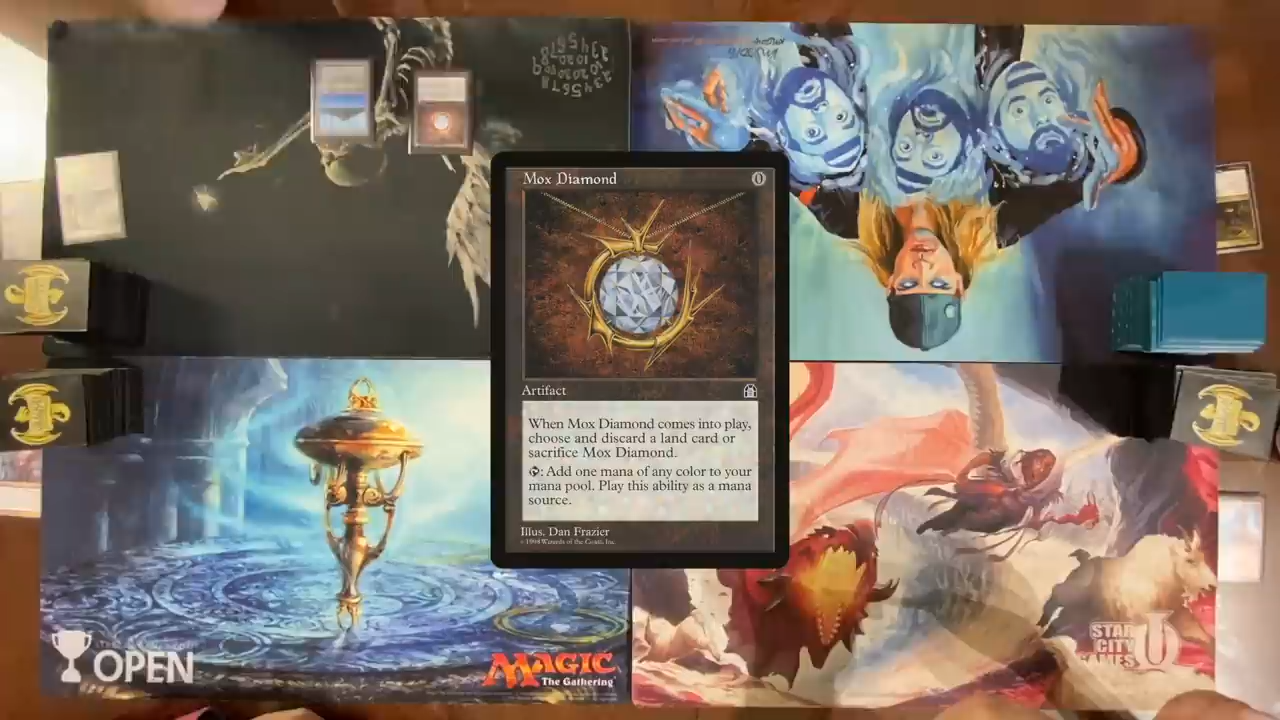 Mox Diamond
0
Artifact
When Mox Diamond comes into play,
choose and discard a land card or
sacrifice Mox Diamond.
: Add one mana of any color to your
mana pool. Play this ability as a mana
source.
Illus. Dan Frazier
OPEN
MAGIC
The Gathering
STAR
CITY
GAMES